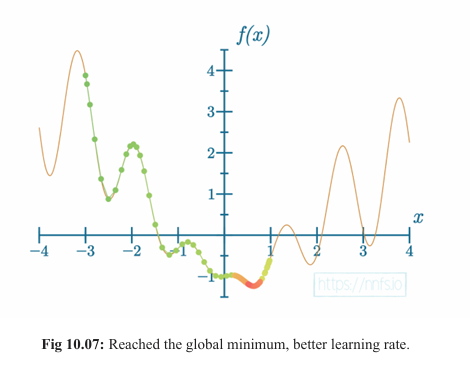 f(x)
4
3
2
1
x
−4 −3 −2 −1 1 2 3 4
−1
https://nnfs.io
Fig 10.07: Reached the global minimum, better learning rate.